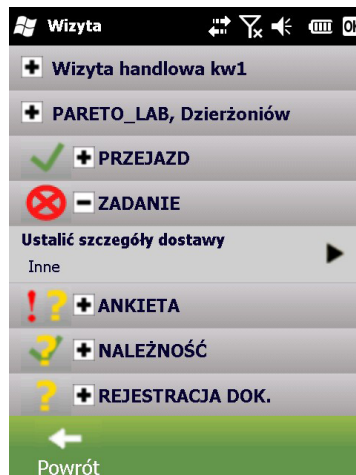 Wizyta
Wizyta handlowa kw1
PARETO_LAB, Dzierżoniów
PRZEJAZD
ZADANIE
Ustalić szczegóły dostawy
Inne
ANKIETA
NALEŻNOŚĆ
REJESTRACJA DOK.
Powrót